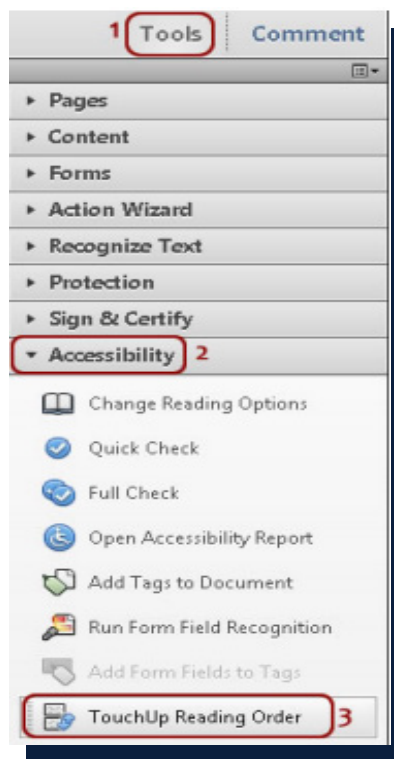 1 Tools Comment
Pages
Content
Forms
Action Wizard
Recognize Text
Protection
Sign & Certify
Accessibility 2
Change Reading Options
Quick Check
Full Check
Open Accessibility Report
Add Tags to Document
Run Form Field Recognition
Add Form Fields to Tags
TouchUp Reading Order 3